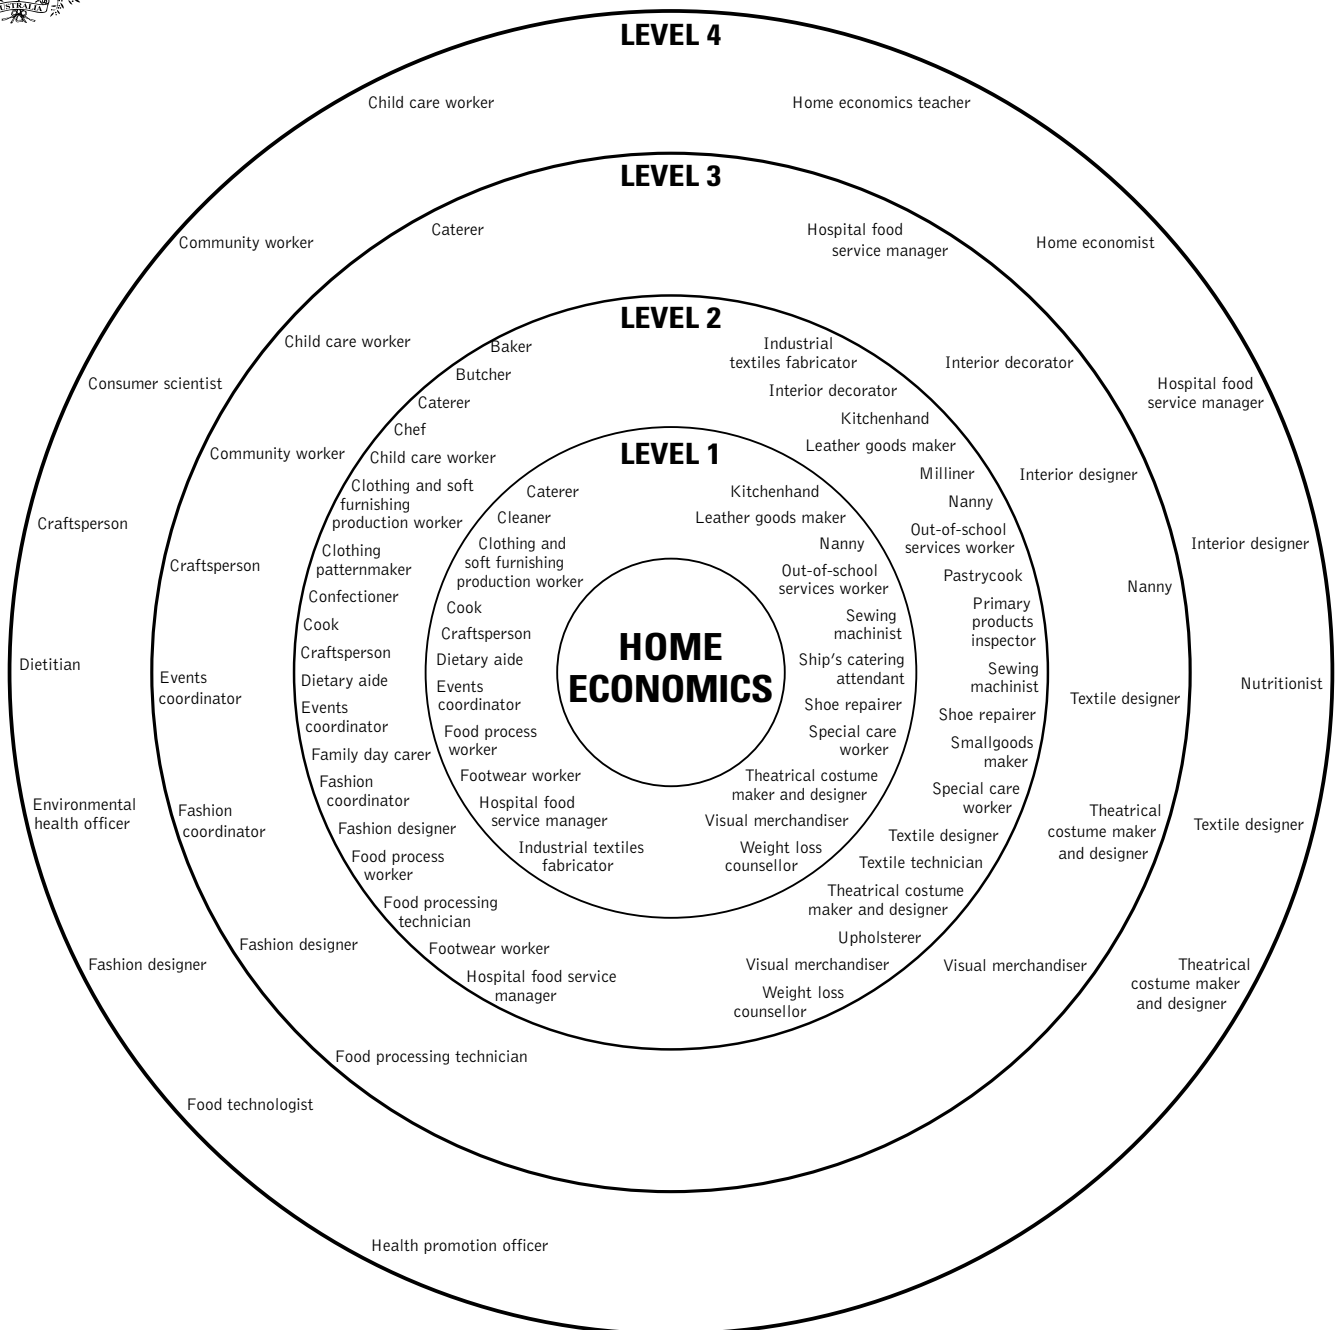 AUSTRALIA
LEVEL 4
Child care worker
Home economics teacher
Community worker
Home economist
Consumer scientist
Hospital food
service manager
Craftsperson
Interior designer
Dietitian
Nutritionist
Environmental
health officer
Textile designer
Fashion designer
Theatrical
costume maker
and designer
Food technologist
Health promotion officer
LEVEL 3
Caterer
Hospital food
service manager
Child care worker
Interior decorator
Community worker
Interior designer
Craftsperson
Nanny
Events
coordinator
Textile designer
Fashion
coordinator
Theatrical
costume maker
and designer
Fashion designer
Visual merchandiser
Food processing technician
LEVEL 2
Baker
Butcher
Caterer
Chef
Child care worker
Clothing and soft
furnishing
production worker
Clothing
patternmaker
Confectioner
Cook
Craftsperson
Dietary aide
Events
coordinator
Family day carer
Fashion
coordinator
Fashion designer
Food process
worker
Food processing
technician
Footwear worker
Hospital food service
manager
Industrial
textiles fabricator
Interior decorator
Kitchenhand
Leather goods maker
Milliner
Nanny
Out-of-school
services worker
Pastrycook
Primary
products
inspector
Sewing
machinist
Shoe repairer
Smallgoods
maker
Special care
worker
Textile designer
Textile technician
Theatrical costume
maker and designer
Upholsterer
Visual merchandiser
Weight loss
counsellor
LEVEL 1
Caterer
Cleaner
Clothing and
soft furnishing
production worker
Cook
Craftsperson
Dietary aide
Events
coordinator
Food process
worker
Footwear worker
Hospital food
service manager
Industrial textiles
fabricator
Kitchenhand
Leather goods maker
Nanny
Out-of-school
services worker
Sewing
machinist
Ship's catering
attendant
Shoe repairer
Special care
worker
Theatrical costume
maker and designer
Visual merchandiser
Weight loss
counsellor
HOME
ECONOMICS